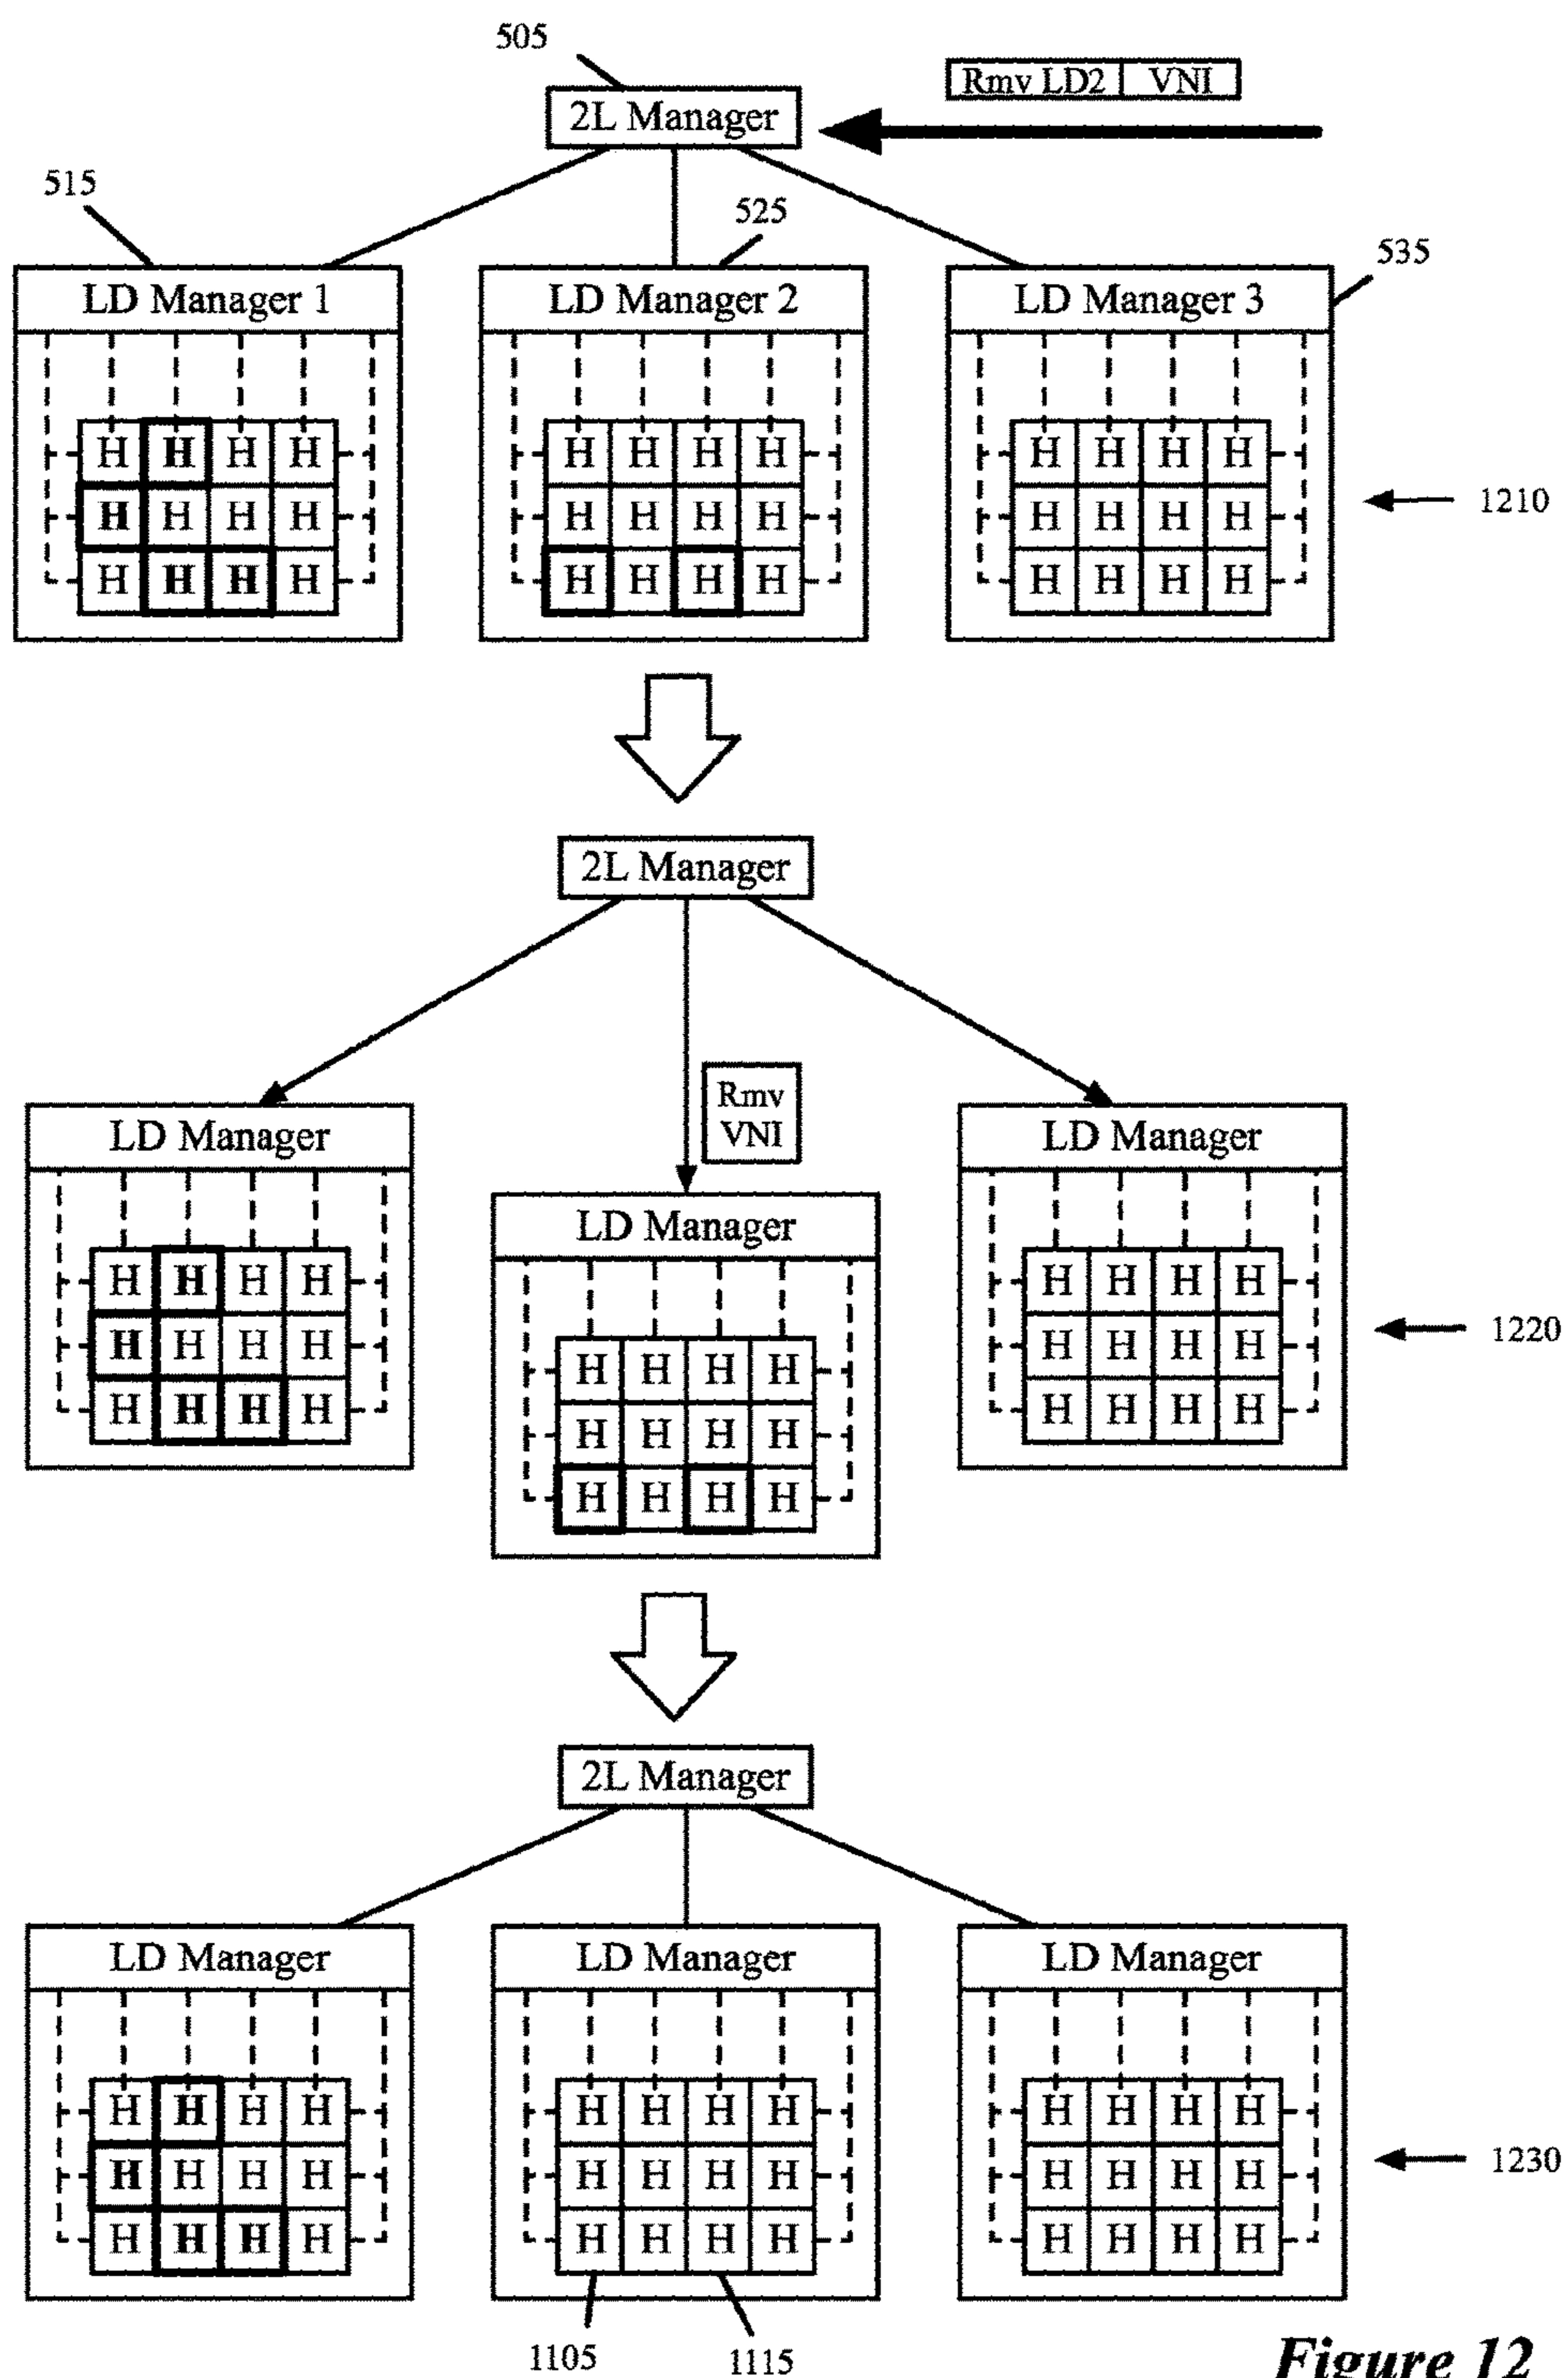 505
Rmv LD2 VNI
2L Manager
515
525
535
LD Manager 1 LD Manager 2 LD Manager 3
H H H H H H H H H H H H
H H H H H H H H H H H H
1210
H H H H H H H H H H H H
2L Manager
Rmv
VNI
LD Manager LD Manager
LD Manager
H H H H H H H H
H H H H H H H H
1220
H H H H H H H H
H H H H
H H H H
H H H H
2L Manager
LD Manager LD Manager LD Manager
H H H H H H H H H H H H
H H H H H H H H H H H H
1230
H H H H H H H H H H H H
1105 1115
Figure 12